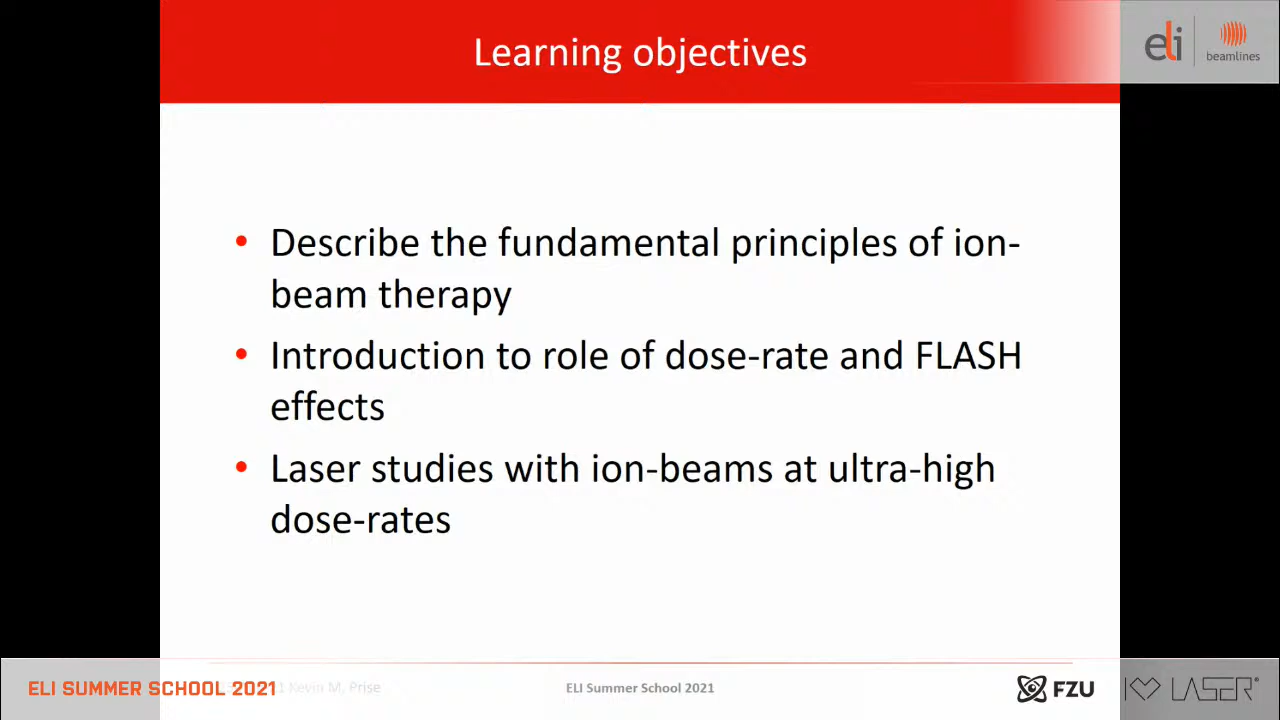 Learning objectives
eli
beamlines
• Describe the fundamental principles of ion-
beam therapy
• Introduction to role of dose-rate and FLASH
effects
• Laser studies with ion-beams at ultra-high
dose-rates
ELI SUMMER SCHOOL 2021
Kevin M. Prise
ELI Summer School 2021
FZU
I LASER